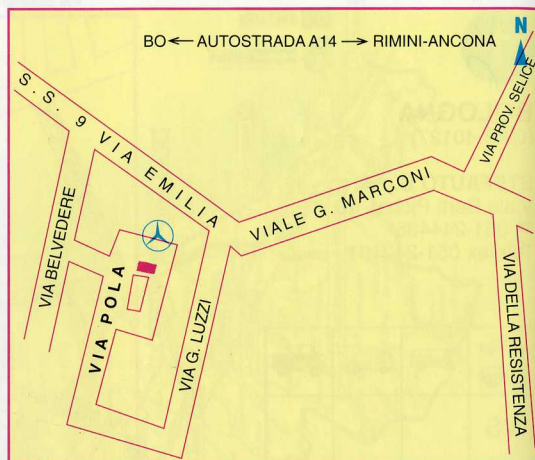 N
BO ← AUTOSTRADA A14 → RIMINI-ANCONA
S.S. 9 VIA EMILIA
VIA PROV. SELICE
VIALE G. MARCONI
VIA BELVEDERE
VIA POLA
VIA G. LUZZI
VIA DELLA RESISTENZA